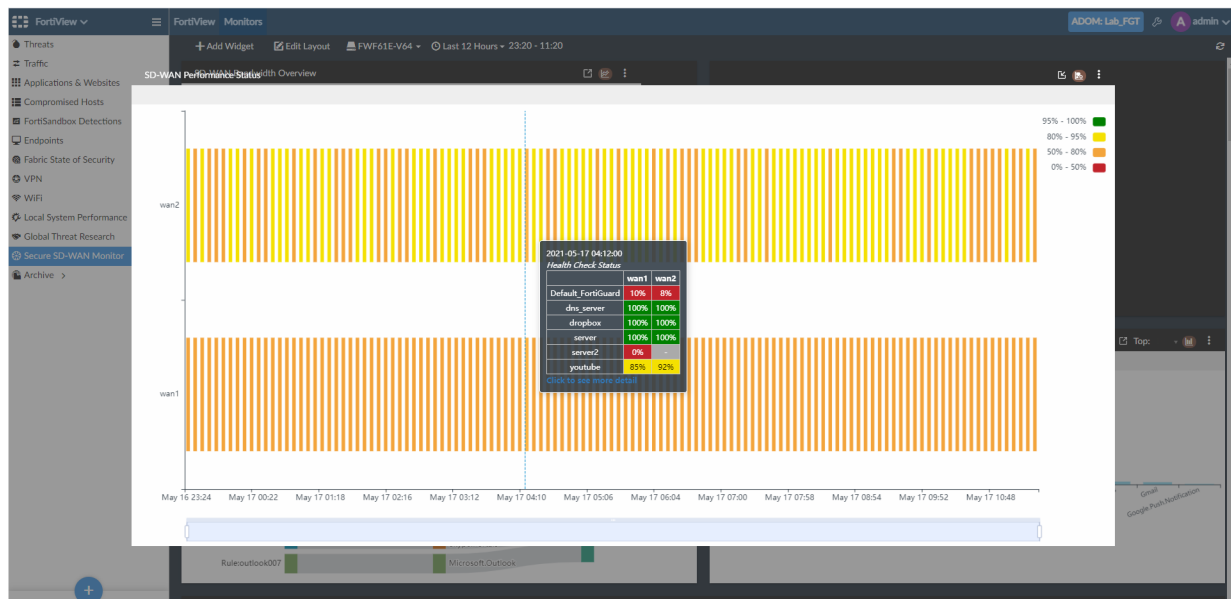 FortiView
FortiView Monitors
ADOM: Lab_FGT
A admin
Threats
Traffic
Applications & Websites
Compromised Hosts
FortiSandbox Detections
Endpoints
Fabric State of Security
VPN
WiFi
Local System Performance
Global Threat Research
Secure SD-WAN Monitor
Archive
+ Add Widget Edit Layout FWF61E-V64 Last 12 Hours 23:20 - 11:20
SD-WAN Bandwidth Overview
SD-WAN Performance Status
95% - 100%
80% - 95%
50% - 80%
0% - 50%
wan2
wan1
2021-05-17 04:12:00
Health Check Status
wan1 wan2
Default_FortiGuard 10% 8%
dns_server 100% 100%
dropbox 100% 100%
server 100% 100%
server2 0% -
youtube 85% 92%
Click to see more detail
May 16 23:24 May 17 00:22 May 17 01:18 May 17 02:16 May 17 03:12 May 17 04:10 May 17 05:06 May 17 06:04 May 17 07:00 May 17 07:58 May 17 08:54 May 17 09:52 May 17 10:48
Top:
Gmail
Google Push Notification
Rule:outlook007
Microsoft.Outlook
+